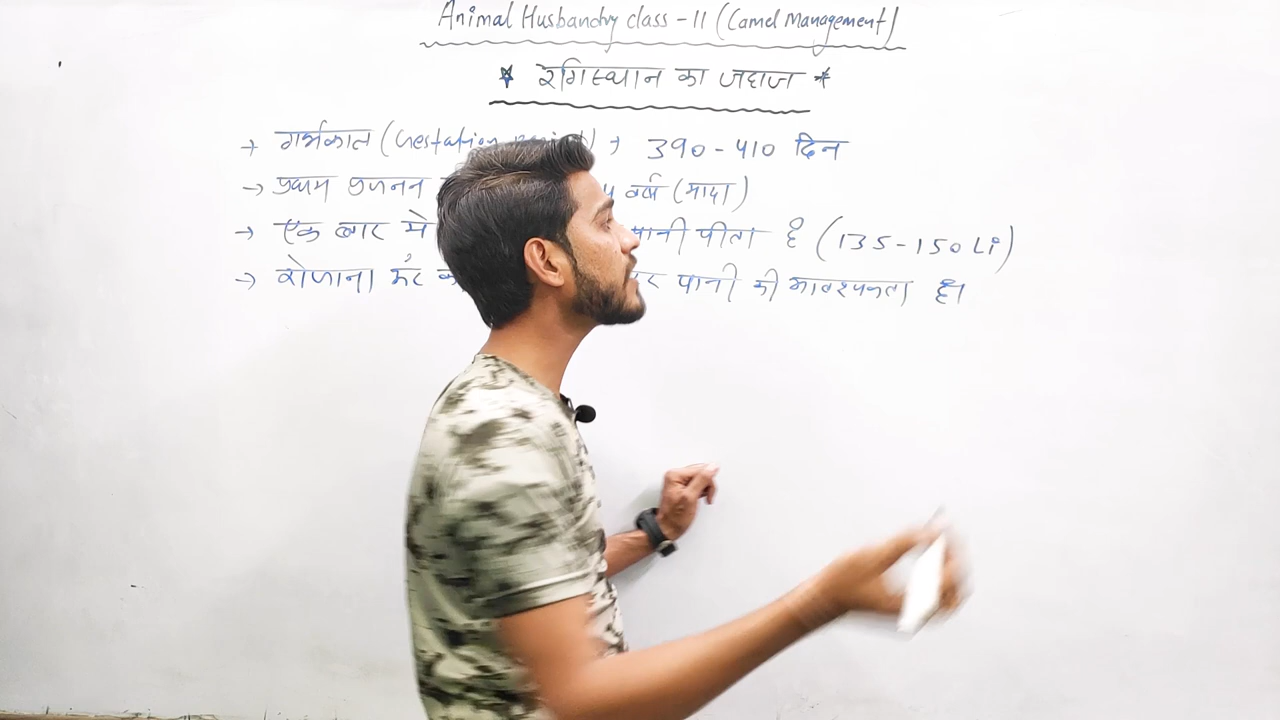 Animal Husbandry class - 11 (Camel Management)
* रेगिस्थान का जहाज *
→ गर्भकाल (Gestation period) → 390-410 दिन
→ प्रथम प्रजनन वर्ष (मादा)
→ एक बार में पानी पीता है (135-150 Li)
→ रोजाना ऊंट पानी की आवश्यकता है।